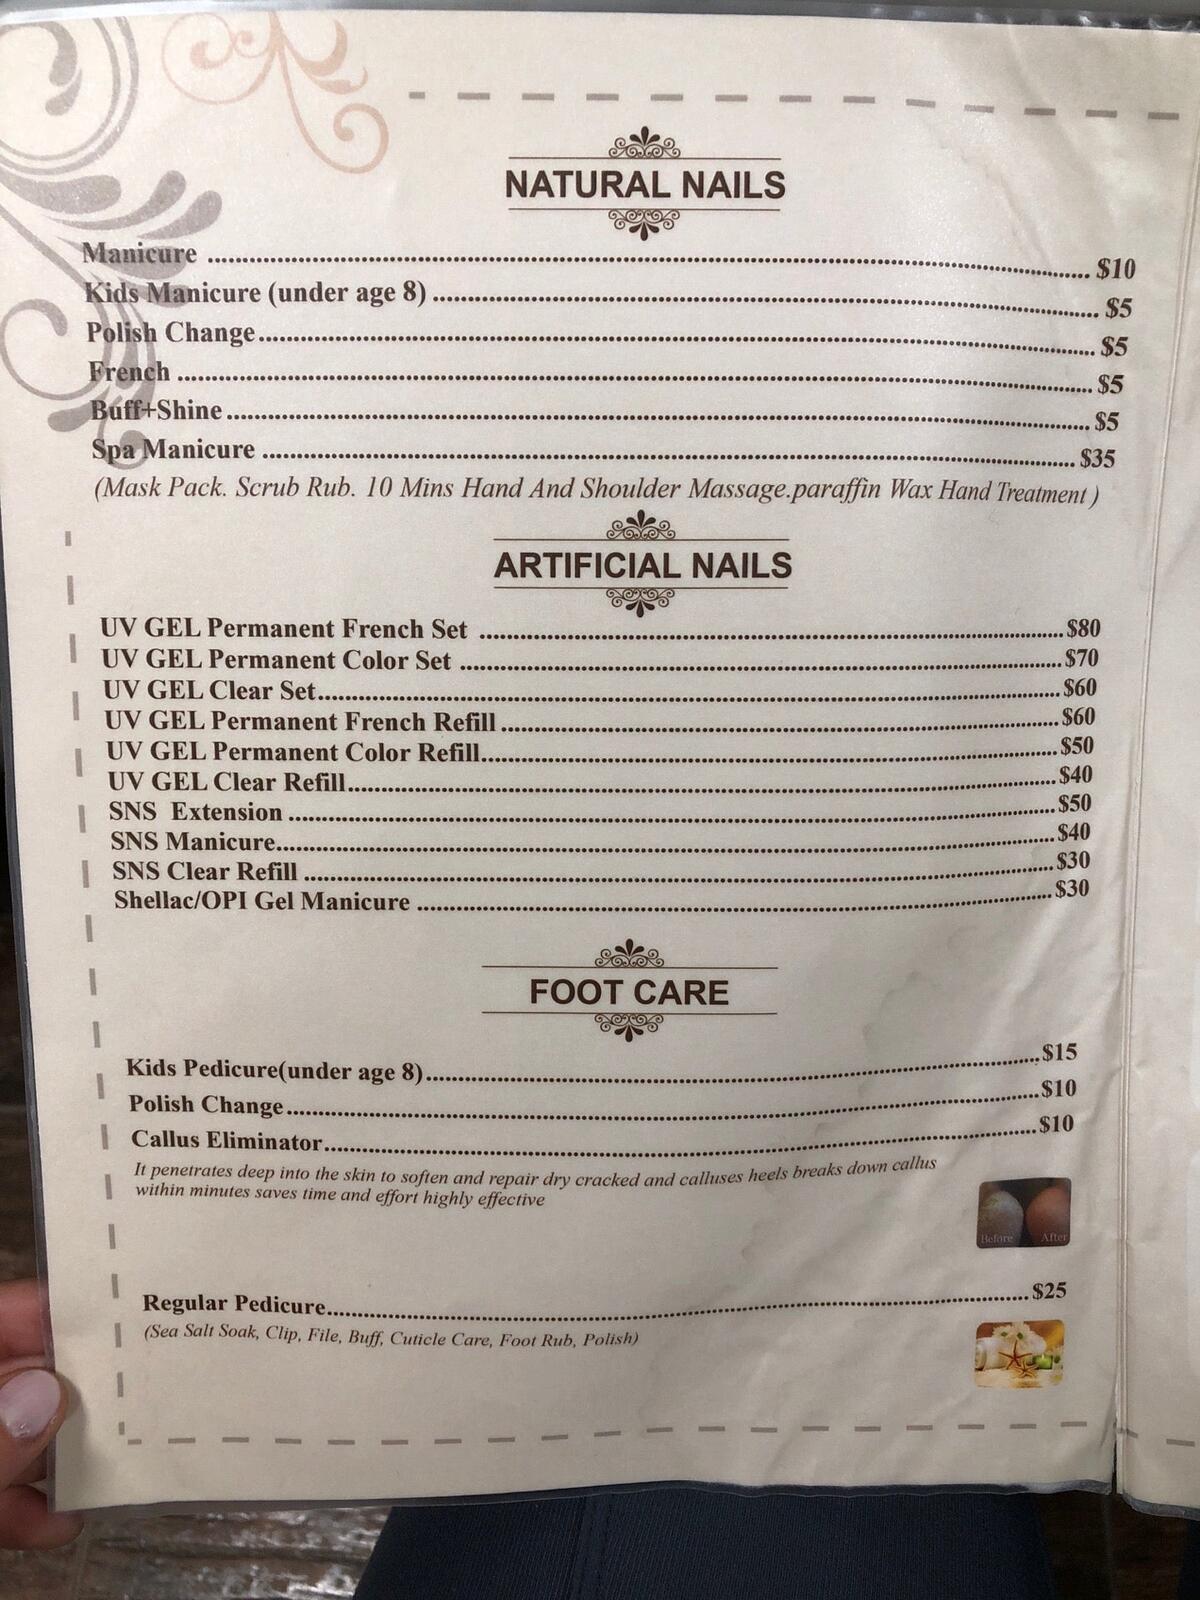 NATURAL NAILS
Manicure ........ $10
Kids Manicure (under age 8) ........ $5
Polish Change ........ $5
French ........ $5
Buff+Shine ........ $5
Spa Manicure ........ $35
(Mask Pack. Scrub Rub. 10 Mins Hand And Shoulder Massage.paraffin Wax Hand Treatment )
ARTIFICIAL NAILS
UV GEL Permanent French Set ........ $80
UV GEL Permanent Color Set ........ $70
UV GEL Clear Set ........ $60
UV GEL Permanent French Refill ........ $60
UV GEL Permanent Color Refill ........ $50
UV GEL Clear Refill ........ $40
SNS Extension ........ $50
SNS Manicure ........ $40
SNS Clear Refill ........ $30
Shellac/OPI Gel Manicure ........ $30
FOOT CARE
Kids Pedicure(under age 8) ........ $15
Polish Change ........ $10
Callus Eliminator ........ $10
It penetrates deep into the skin to soften and repair dry cracked and calluses heels breaks down callus
within minutes saves time and effort highly effective
Before After
Regular Pedicure ........ $25
(Sea Salt Soak, Clip, File, Buff, Cuticle Care, Foot Rub, Polish)